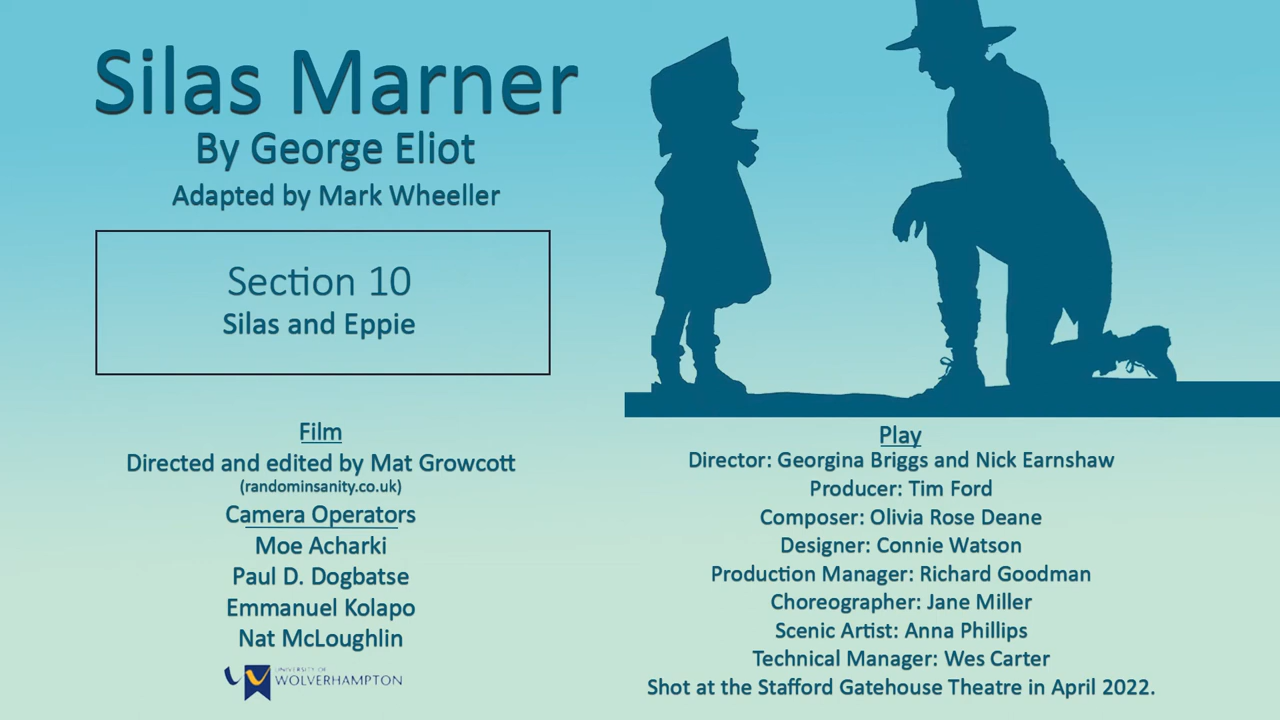 Silas Marner
By George Eliot
Adapted by Mark Wheeller
Section 10
Silas and Eppie
Film
Directed and edited by Mat Growcott
(randominsanity.co.uk)
Camera Operators
Moe Acharki
Paul D. Dogbatse
Emmanuel Kolapo
Nat McLoughlin
UNIVERSITY OF
WOLVERHAMPTON
Play
Director: Georgina Briggs and Nick Earnshaw
Producer: Tim Ford
Composer: Olivia Rose Deane
Designer: Connie Watson
Production Manager: Richard Goodman
Choreographer: Jane Miller
Scenic Artist: Anna Phillips
Technical Manager: Wes Carter
Shot at the Stafford Gatehouse Theatre in April 2022.